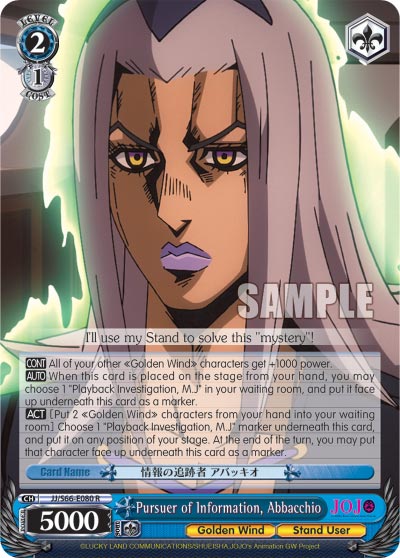 LEVEL
2
1
COST
SAMPLE
I'll use my Stand to solve this "mystery"!
CONT All of your other «Golden Wind» characters get +1000 power.
AUTO When this card is placed on the stage from your hand, you may
choose 1 "Playback Investigation, M.J" in your waiting room, and put it face
up underneath this card as a marker.
ACT [Put 2 «Golden Wind» characters from your hand into your waiting
room] Choose 1 "Playback Investigation, M.J" marker underneath this card,
and put it on any position of your stage. At the end of the turn, you may put
that character face up underneath this card as a marker.
Card Name 情報の追跡者 アバッキオ
CH JJ/S66-E080 R
POWER 5000 SOUL Pursuer of Information, Abbacchio JOJO
Golden Wind Stand User
©LUCKY LAND COMMUNICATIONS/SHUEISHA,JOJO's Animation GW Project